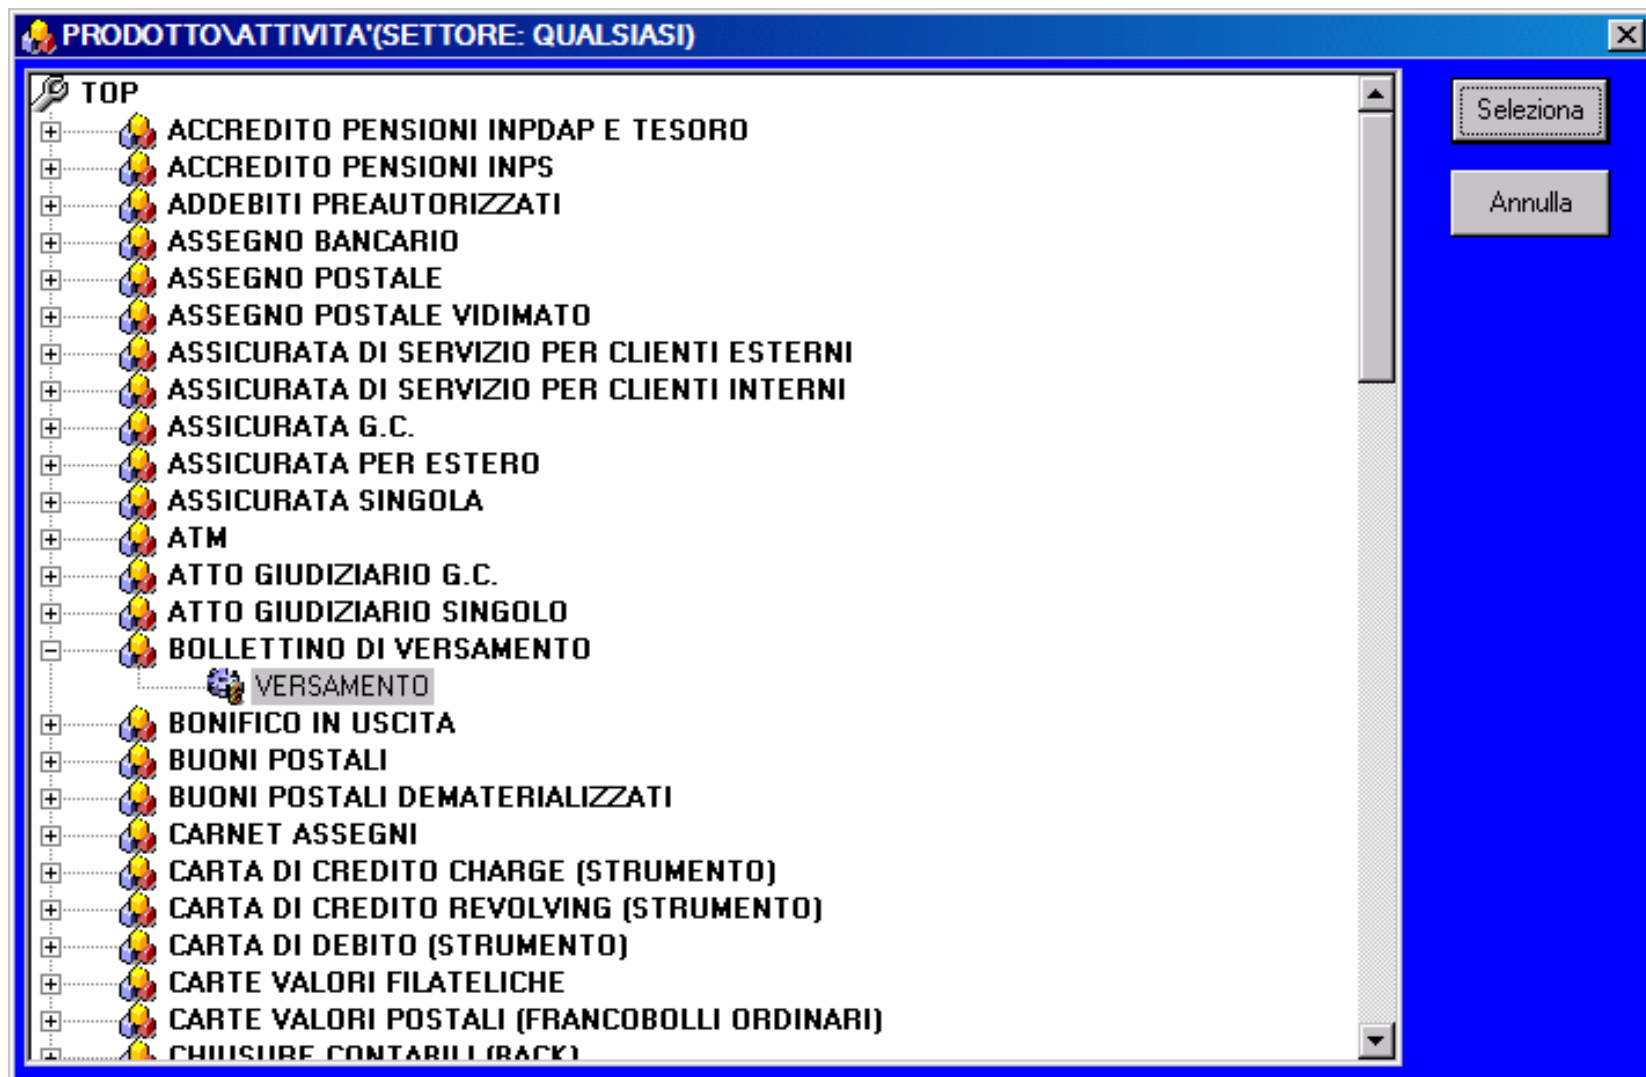 PRODOTTO\ATTIVITA'(SETTORE: QUALSIASI)
TOP
ACCREDITO PENSIONI INPDAP E TESORO
ACCREDITO PENSIONI INPS
ADDEBITI PREAUTORIZZATI
ASSEGNO BANCARIO
ASSEGNO POSTALE
ASSEGNO POSTALE VIDIMATO
ASSICURATA DI SERVIZIO PER CLIENTI ESTERNI
ASSICURATA DI SERVIZIO PER CLIENTI INTERNI
ASSICURATA G.C.
ASSICURATA PER ESTERO
ASSICURATA SINGOLA
ATM
ATTO GIUDIZIARIO G.C.
ATTO GIUDIZIARIO SINGOLO
BOLLETTINO DI VERSAMENTO
VERSAMENTO
BONIFICO IN USCITA
BUONI POSTALI
BUONI POSTALI DEMATERIALIZZATI
CARNET ASSEGNI
CARTA DI CREDITO CHARGE (STRUMENTO)
CARTA DI CREDITO REVOLVING (STRUMENTO)
CARTA DI DEBITO (STRUMENTO)
CARTE VALORI FILATELICHE
CARTE VALORI POSTALI (FRANCOBOLLI ORDINARI)
CHIUSURE CONTABILI (BACK)
Seleziona
Annulla